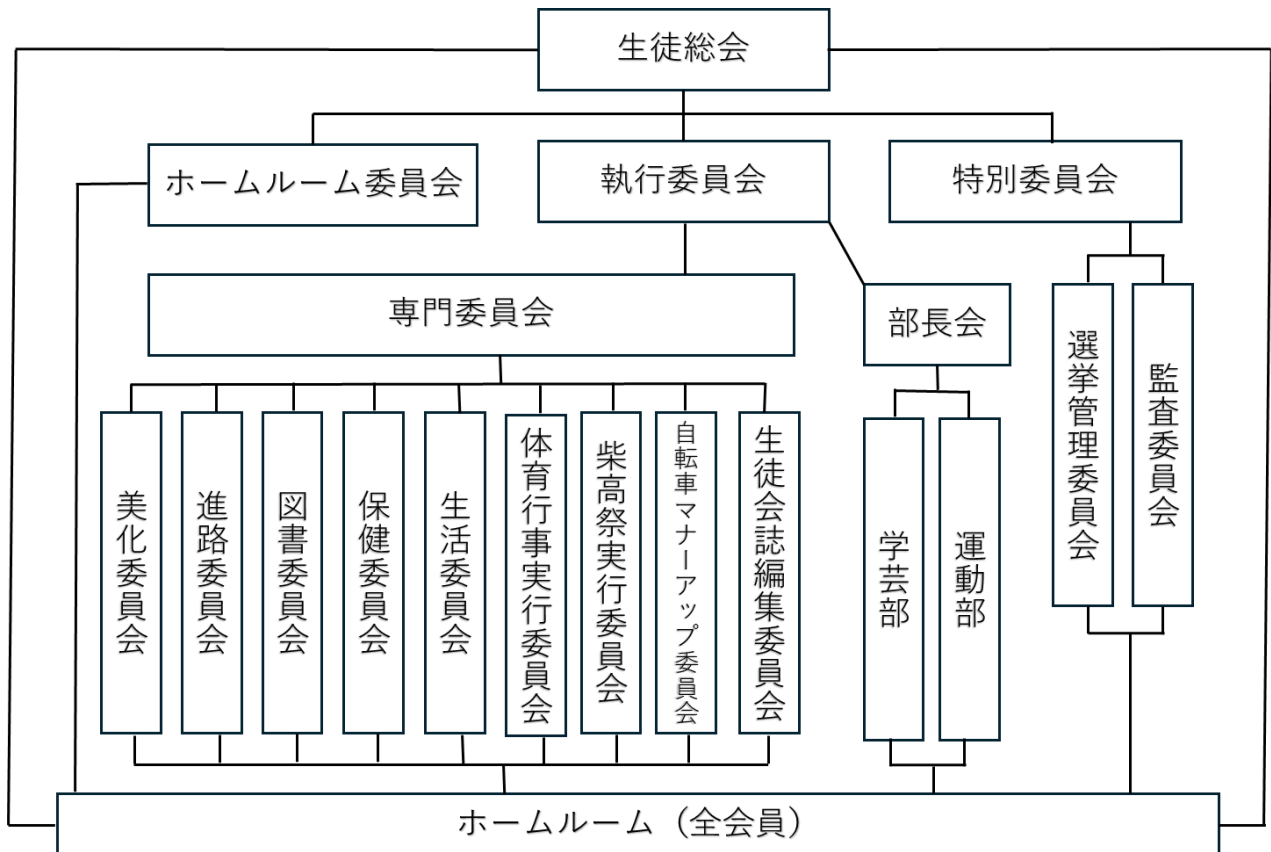 生徒総会
ホームルーム委員会
執行委員会
特別委員会
専門委員会
部長会
選挙管理委員会
監査委員会
美化委員会
進路委員会
図書委員会
保健委員会
生活委員会
体育行事実行委員会
柴高祭実行委員会
自転車マナーアップ委員会
生徒会誌編集委員会
学芸部
運動部
ホームルーム（全会員）